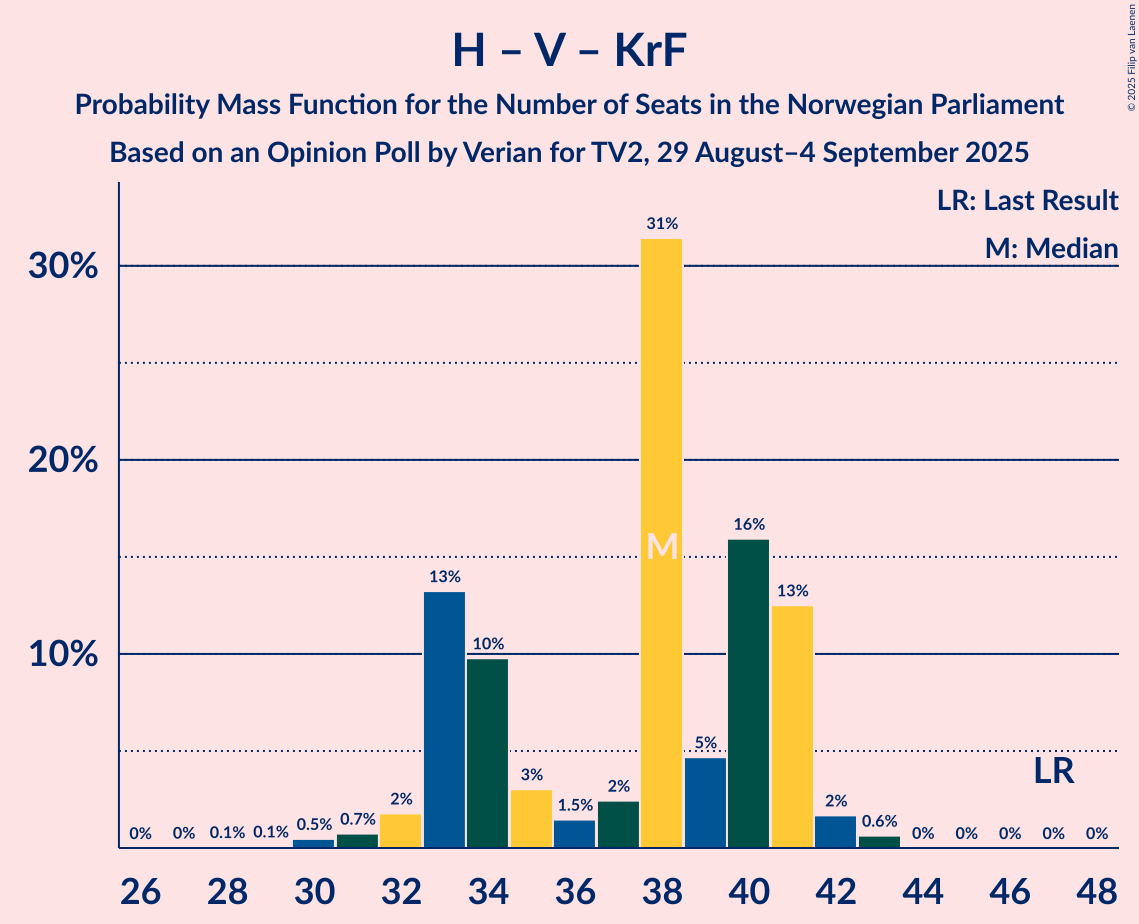 H – V – KrF
Probability Mass Function for the Number of Seats in the Norwegian Parliament
Based on an Opinion Poll by Verian for TV2, 29 August–4 September 2025
© 2025 Filip van Laenen
LR: Last Result
M: Median
30%
20%
10%
0% 0% 0.1% 0.1% 0.5% 0.7% 2% 13% 10% 3% 1.5% 2% 31% 5% 16% 13% 2% 0.6% 0% 0% 0% 0% 0%
M
LR
26 28 30 32 34 36 38 40 42 44 46 48